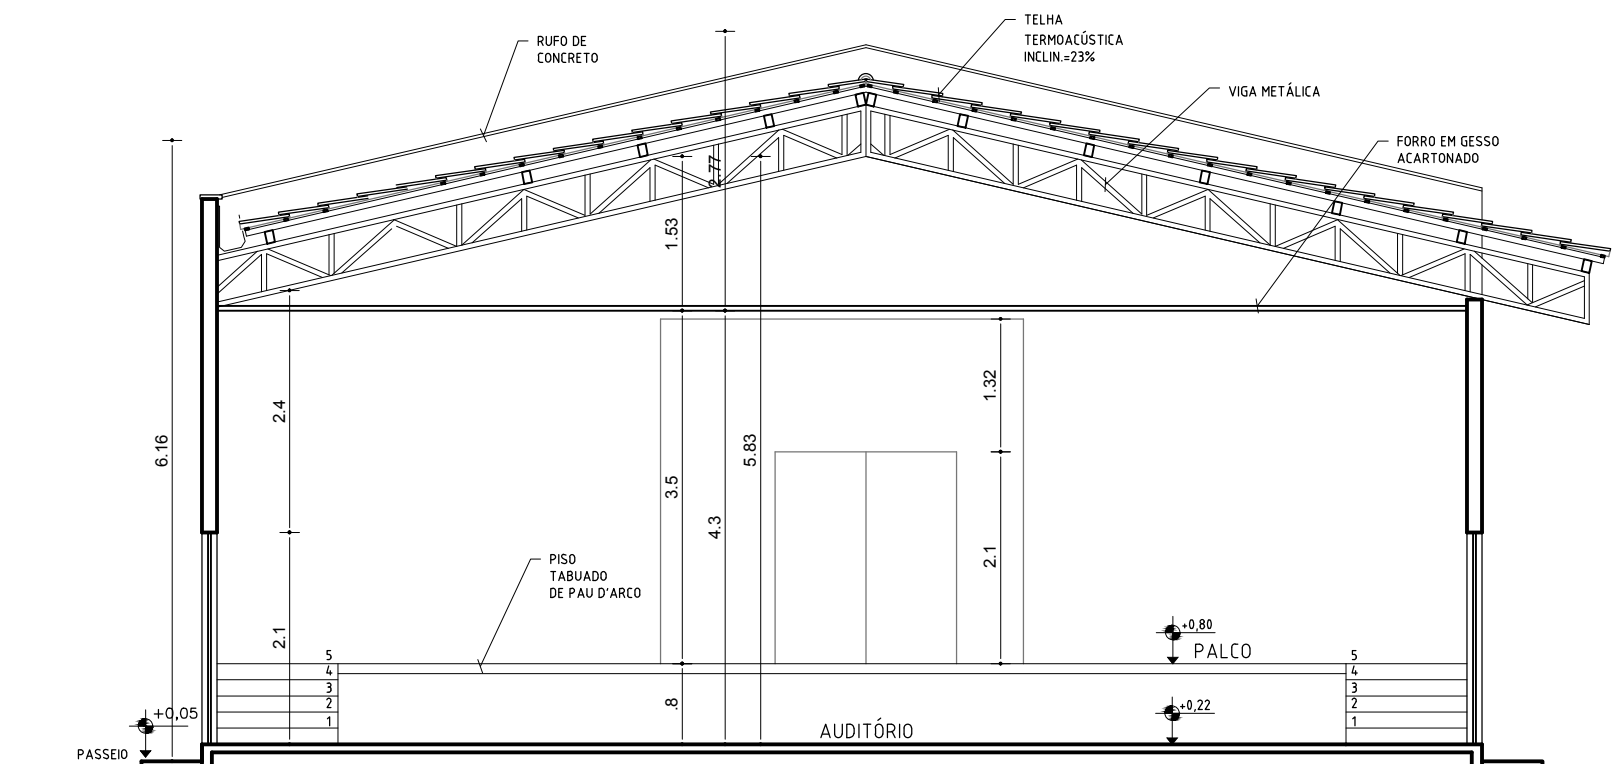 TELHA
TERMOACÚSTICA
INCLIN.=23%
RUFO DE
CONCRETO
VIGA METÁLICA
FORRO EM GESSO
ACARTONADO
1.53
2.4
1.32
6.16
5.83
3.5
4.3
2.1
2.1
PISO
TABUADO
DE PAU D'ARCO
+0,80
PALCO
5
4
3
2
1
5
4
3
2
1
.8
+0,22
AUDITÓRIO
+0,05
PASSEIO